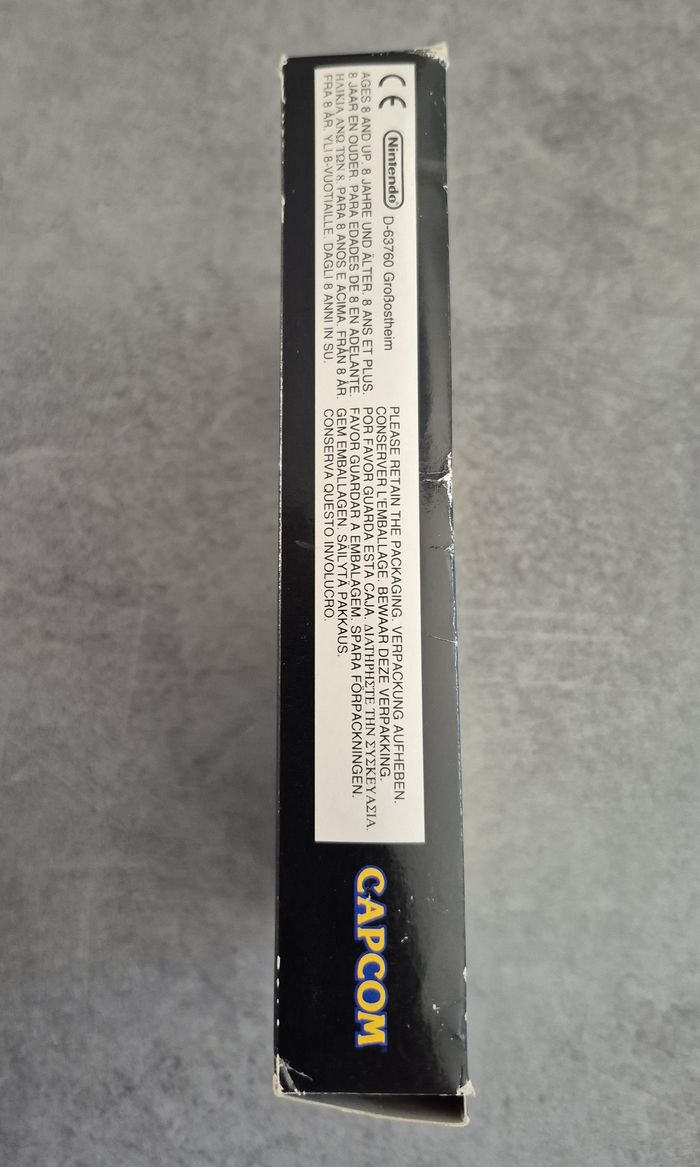 CE Nintendo® D-63760 Großostheim
AGES 8 AND UP. 8 JAHRE UND ÄLTER. 8 ANS ET PLUS.
8 JAAR EN OUDER. PARA EDADES DE 8 EN ADELANTE.
ΗΛΙΚΙΑ ΑΝΩ ΤΩΝ 8. PARA 8 ANOS E ACIMA. FRÅN 8 ÅR.
FRA 8 ÅR. YLI 8-VUOTIAILLE. DAGLI 8 ANNI IN SU.
PLEASE RETAIN THE PACKAGING. VERPACKUNG AUFHEBEN.
CONSERVER L'EMBALLAGE. BEWAAR DEZE VERPAKKING.
POR FAVOR GUARDA ESTA CAJA. ΔΙΑΤΗΡΗΣΤΕ ΤΗΝ ΣΥΣΚΕΥΑΣΙΑ.
FAVOR GUARDAR A EMBALAGEM. SPARA FÖRPACKNINGEN.
GEM EMBALLAGEN. SÄILYTÄ PAKKAUS.
CONSERVA QUESTO INVOLUCRO.
CAPCOM